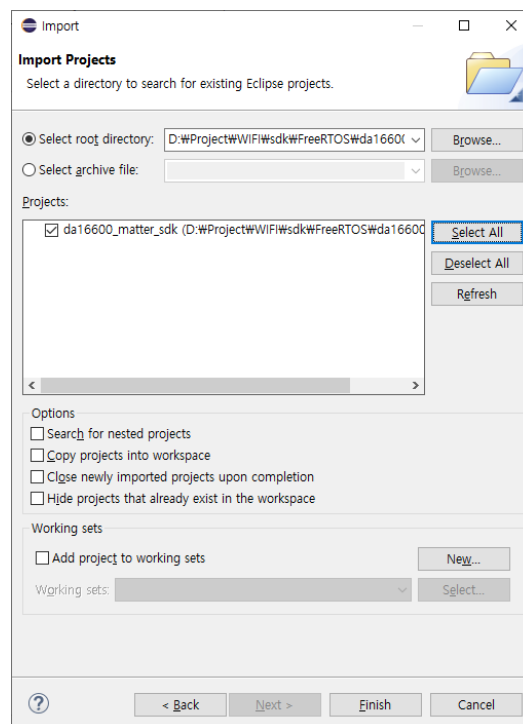 Import
Import Projects
Select a directory to search for existing Eclipse projects.
Select root directory: D:₩Project₩WIFI₩sdk₩FreeRTOS₩da1660( Browse...
Select archive file: Browse...
Projects:
da16600_matter_sdk (D:₩Project₩WIFI₩sdk₩FreeRTOS₩da16600
Select All
Deselect All
Refresh
Options
Search for nested projects
Copy projects into workspace
Close newly imported projects upon completion
Hide projects that already exist in the workspace
Working sets
Add project to working sets New...
Working sets: Select...
? < Back Next > Finish Cancel